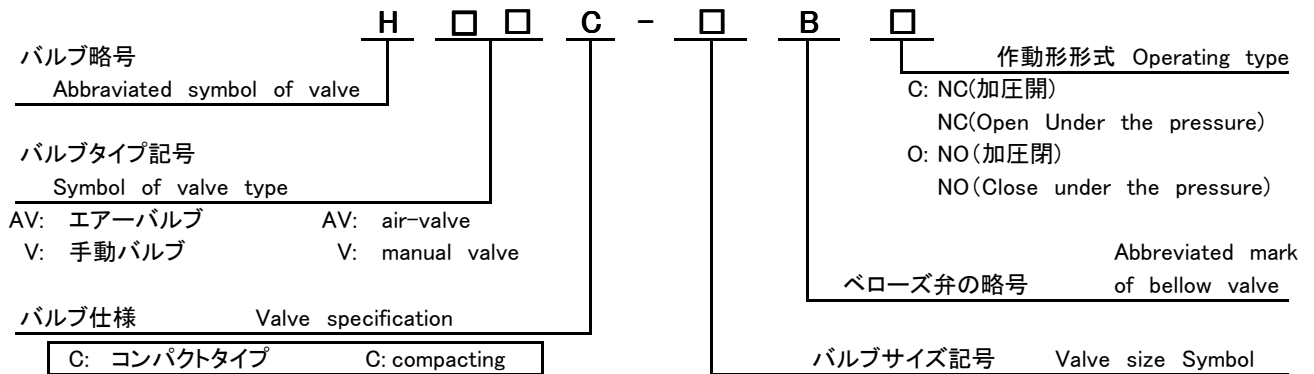 H □□ C - □ B □
バルブ略号
作動形形式 Operating type
Abbraviated symbol of valve
C: NC(加圧開)
NC(Open Under the pressure)
バルブタイプ記号
O: NO(加圧閉)
Symbol of valve type
NO(Close under the pressure)
AV: エアーバルブ AV: air-valve
V: 手動バルブ V: manual valve
Abbreviated mark
ベローズ弁の略号 of bellow valve
バルブ仕様 Valve specification
C: コンパクトタイプ C: compacting
バルブサイズ記号 Valve size Symbol